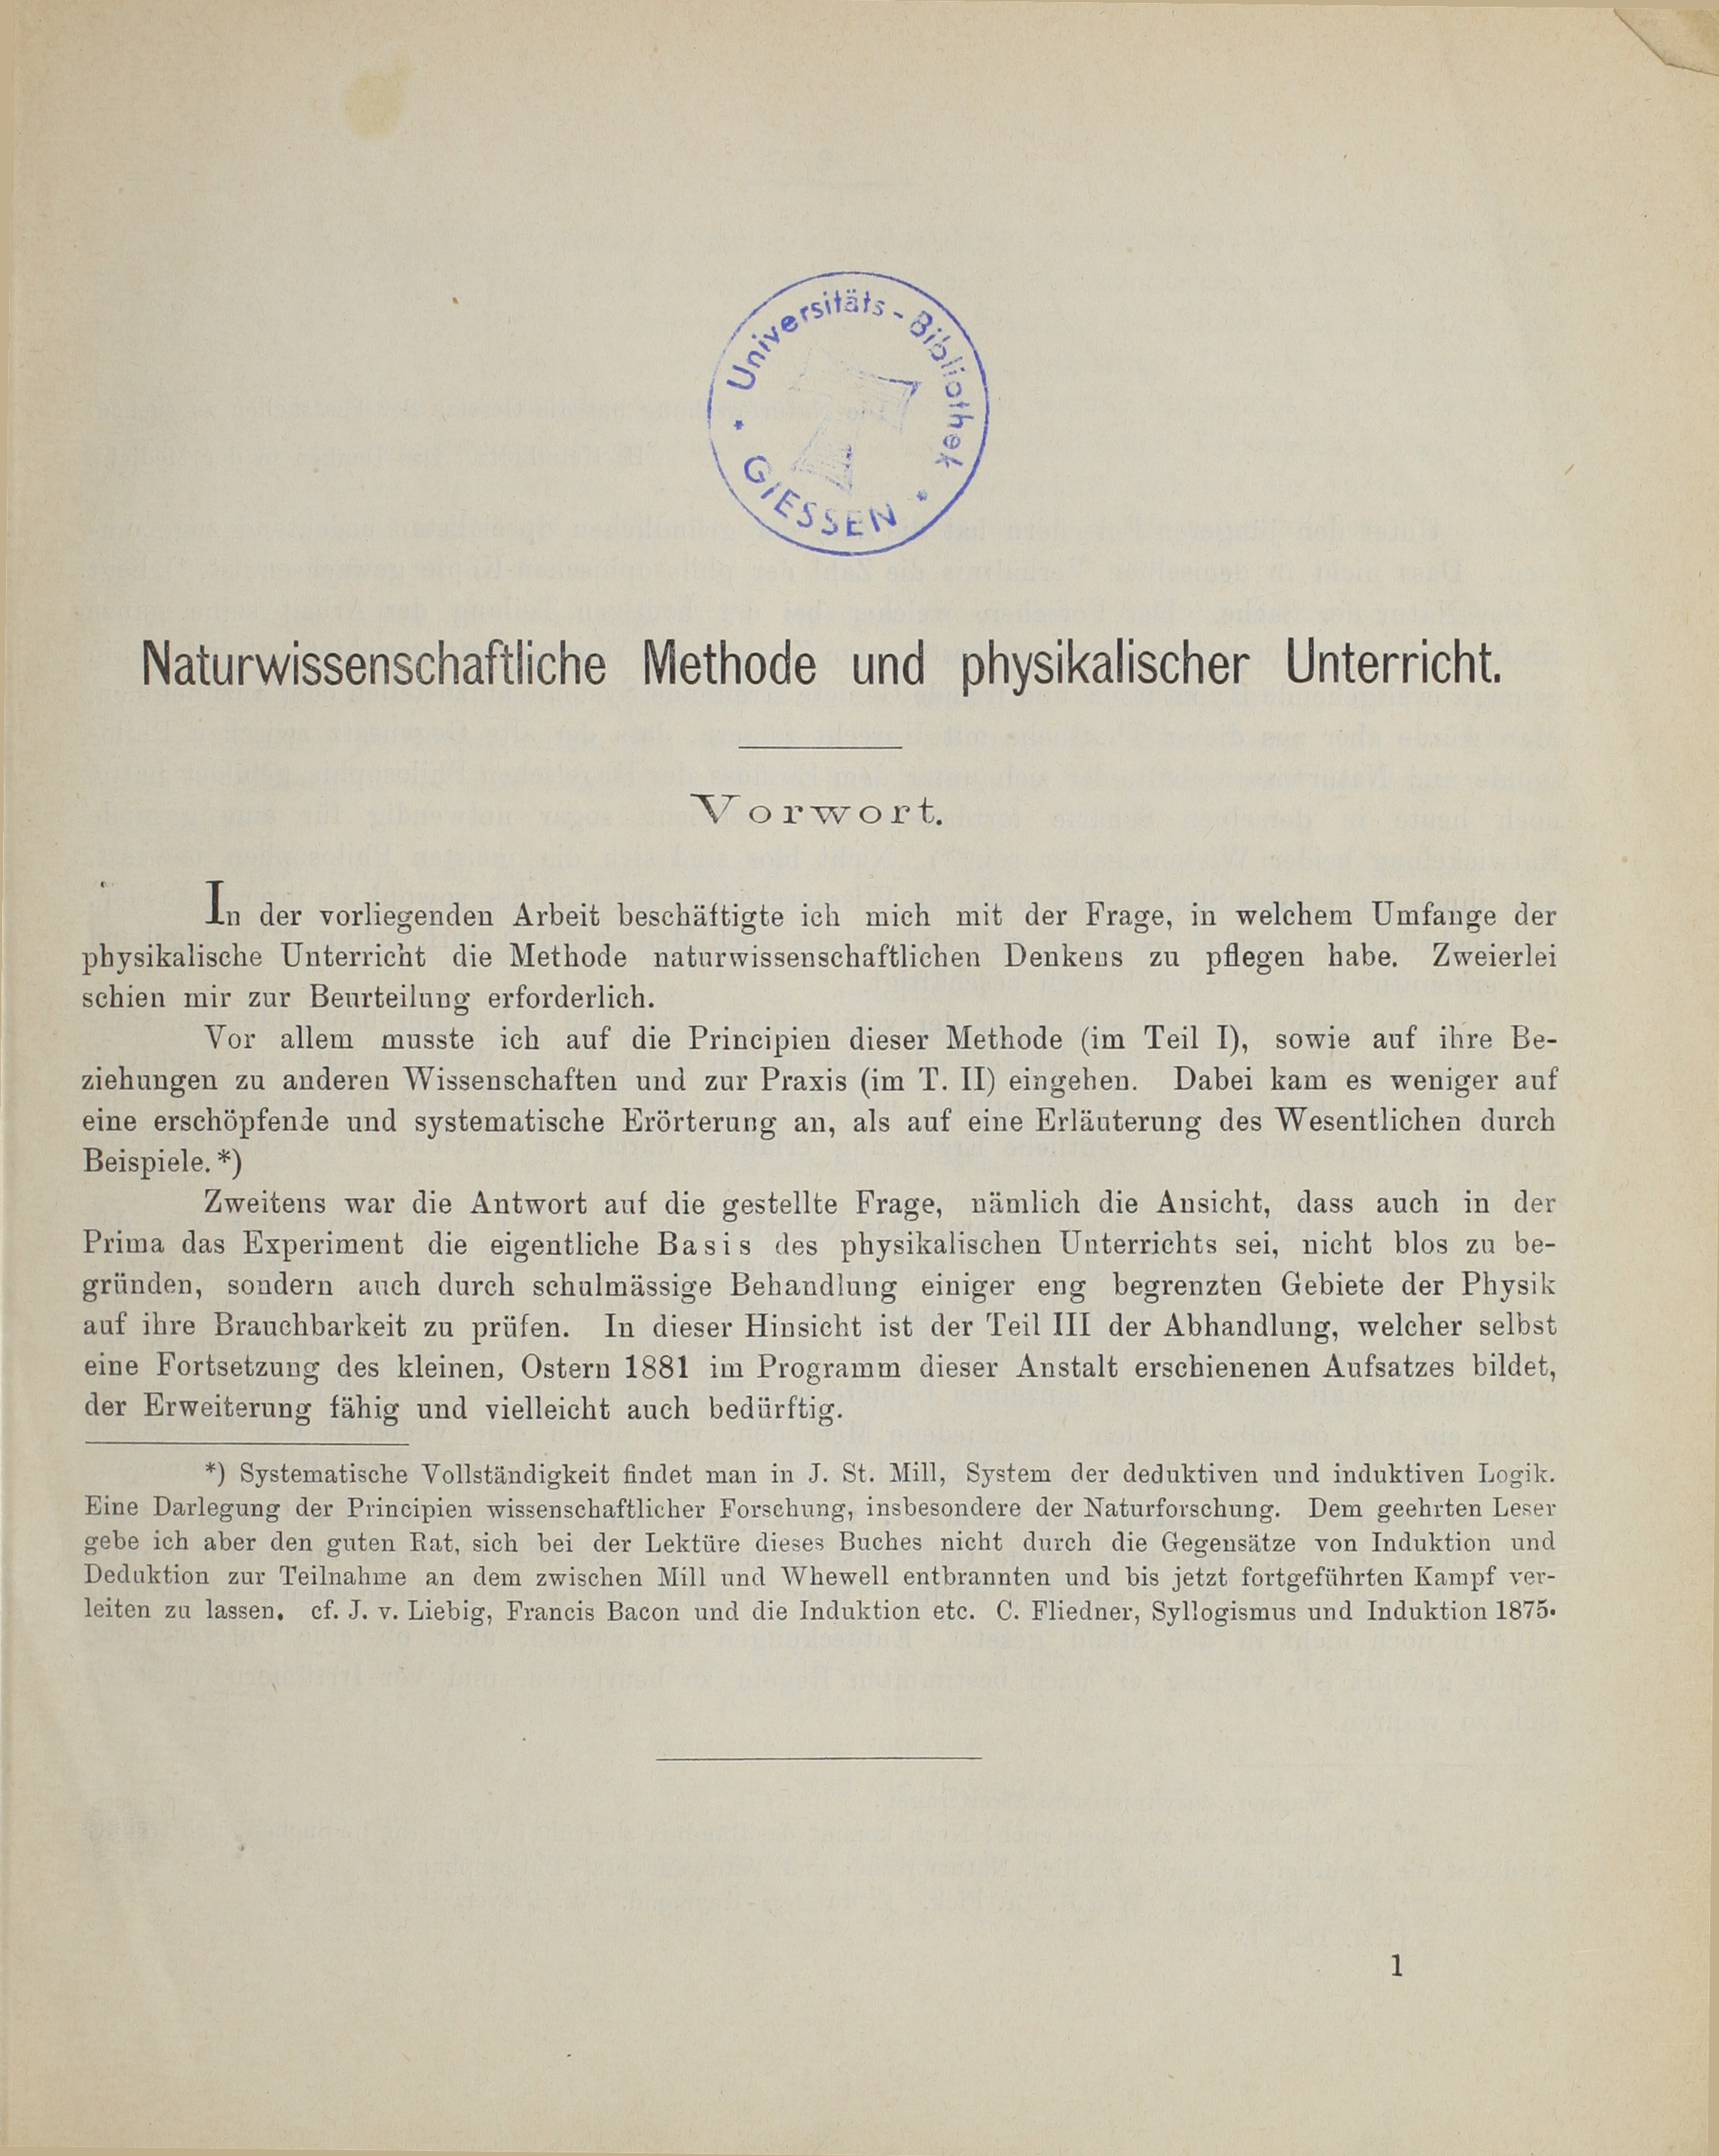 Universitäts-Bibliothek
GIESSEN
Naturwissenschaftliche Methode und physikalischer Unterricht.
Vorwort.
In der vorliegenden Arbeit beschäftigte ich mich mit der Frage, in welchem Umfange der
physikalische Unterricht die Methode naturwissenschaftlichen Denkens zu pflegen habe. Zweierlei
schien mir zur Beurteilung erforderlich.
Vor allem musste ich auf die Principien dieser Methode (im Teil I), sowie auf ihre Be-
ziehungen zu anderen Wissenschaften und zur Praxis (im T. II) eingehen. Dabei kam es weniger auf
eine erschöpfende und systematische Erörterung an, als auf eine Erläuterung des Wesentlichen durch
Beispiele. *)
Zweitens war die Antwort auf die gestellte Frage, nämlich die Ansicht, dass auch in der
Prima das Experiment die eigentliche Basis des physikalischen Unterrichts sei, nicht blos zu be-
gründen, sondern auch durch schulmässige Behandlung einiger eng begrenzten Gebiete der Physik
auf ihre Brauchbarkeit zu prüfen. In dieser Hinsicht ist der Teil III der Abhandlung, welcher selbst
eine Fortsetzung des kleinen, Ostern 1881 im Programm dieser Anstalt erschienenen Aufsatzes bildet,
der Erweiterung fähig und vielleicht auch bedürftig.
*) Systematische Vollständigkeit findet man in J. St. Mill, System der deduktiven und induktiven Logik.
Eine Darlegung der Principien wissenschaftlicher Forschung, insbesondere der Naturforschung. Dem geehrten Leser
gebe ich aber den guten Rat, sich bei der Lektüre dieses Buches nicht durch die Gegensätze von Induktion und
Deduktion zur Teilnahme an dem zwischen Mill und Whewell entbrannten und bis jetzt fortgeführten Kampf ver-
leiten zu lassen. cf. J. v. Liebig, Francis Bacon und die Induktion etc. C. Fliedner, Syllogismus und Induktion 1875.
1